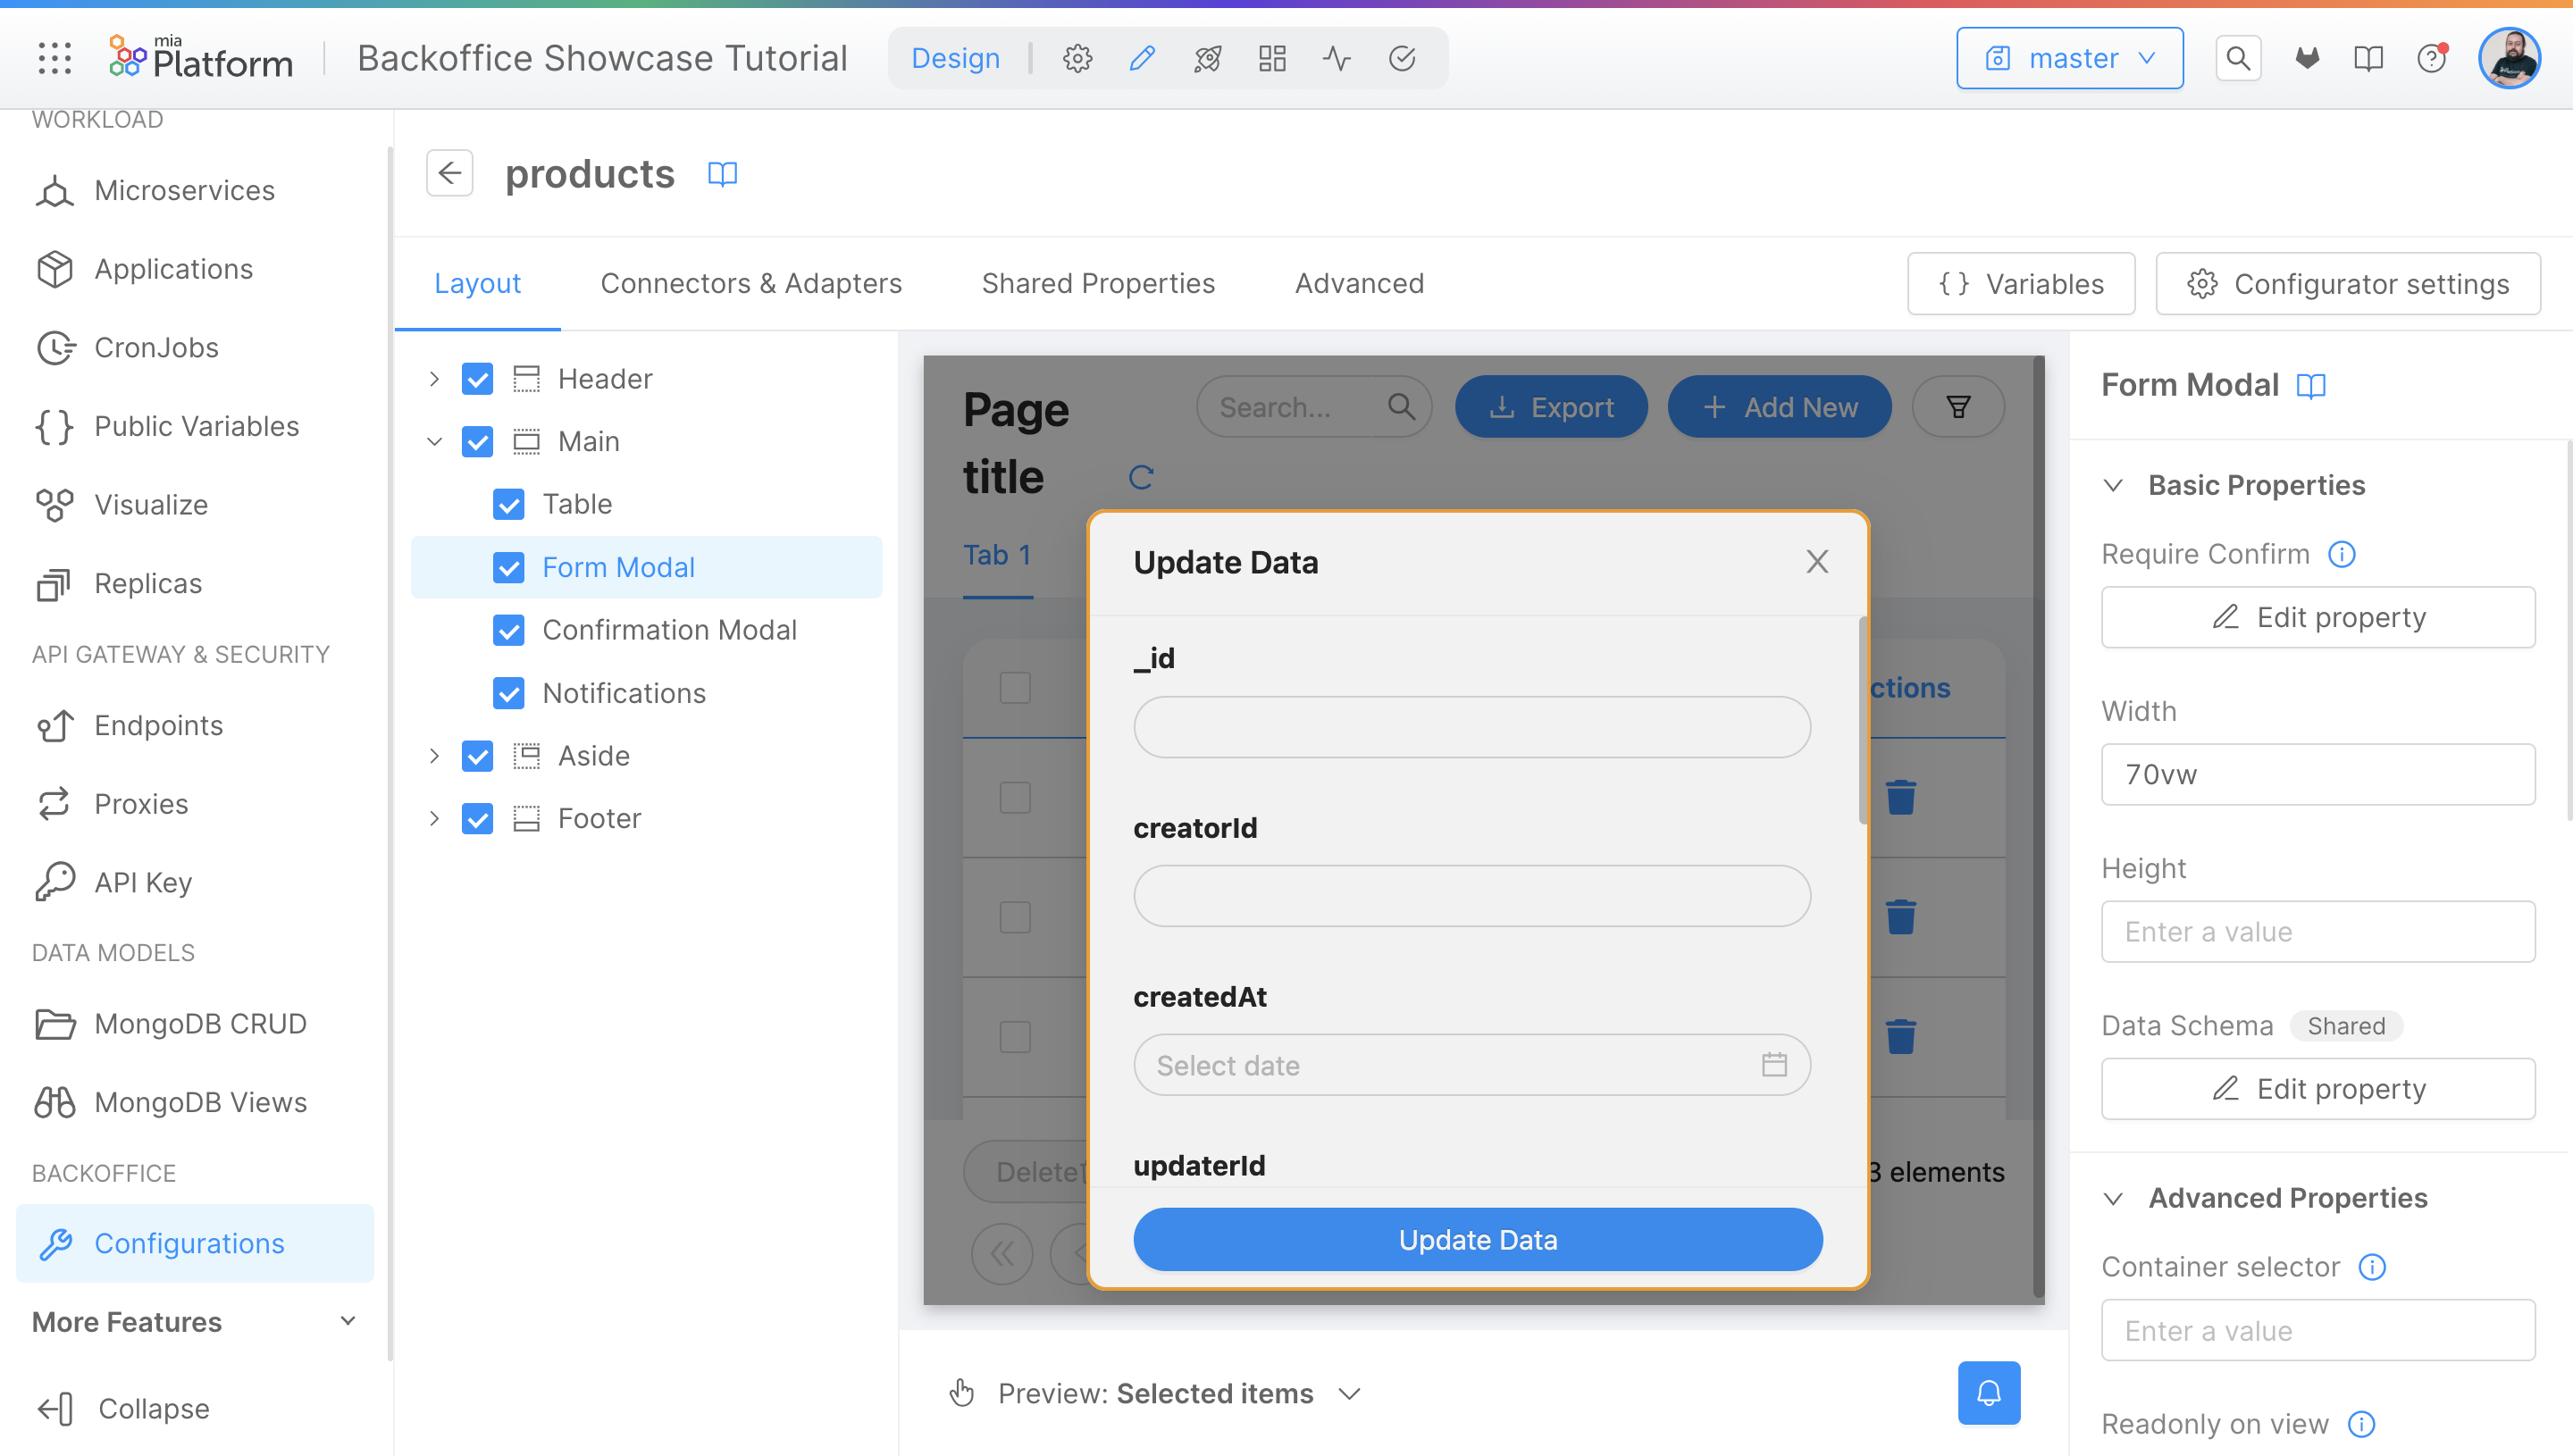 mia
Platform
Backoffice Showcase Tutorial
Design
master
WORKLOAD
Microservices
Applications
CronJobs
Public Variables
Visualize
Replicas
API GATEWAY & SECURITY
Endpoints
Proxies
API Key
DATA MODELS
MongoDB CRUD
MongoDB Views
BACKOFFICE
Configurations
More Features
Collapse
products
Layout
Connectors & Adapters
Shared Properties
Advanced
Variables
Configurator settings
Header
Main
Table
Form Modal
Confirmation Modal
Notifications
Aside
Footer
Page
title
Search...
Export
Add New
Tab 1
ctions
Delete
3 elements
Update Data
_id
creatorId
createdAt
Select date
updaterId
Update Data
Preview: Selected items
Form Modal
Basic Properties
Require Confirm
Edit property
Width
70vw
Height
Enter a value
Data Schema Shared
Edit property
Advanced Properties
Container selector
Enter a value
Readonly on view